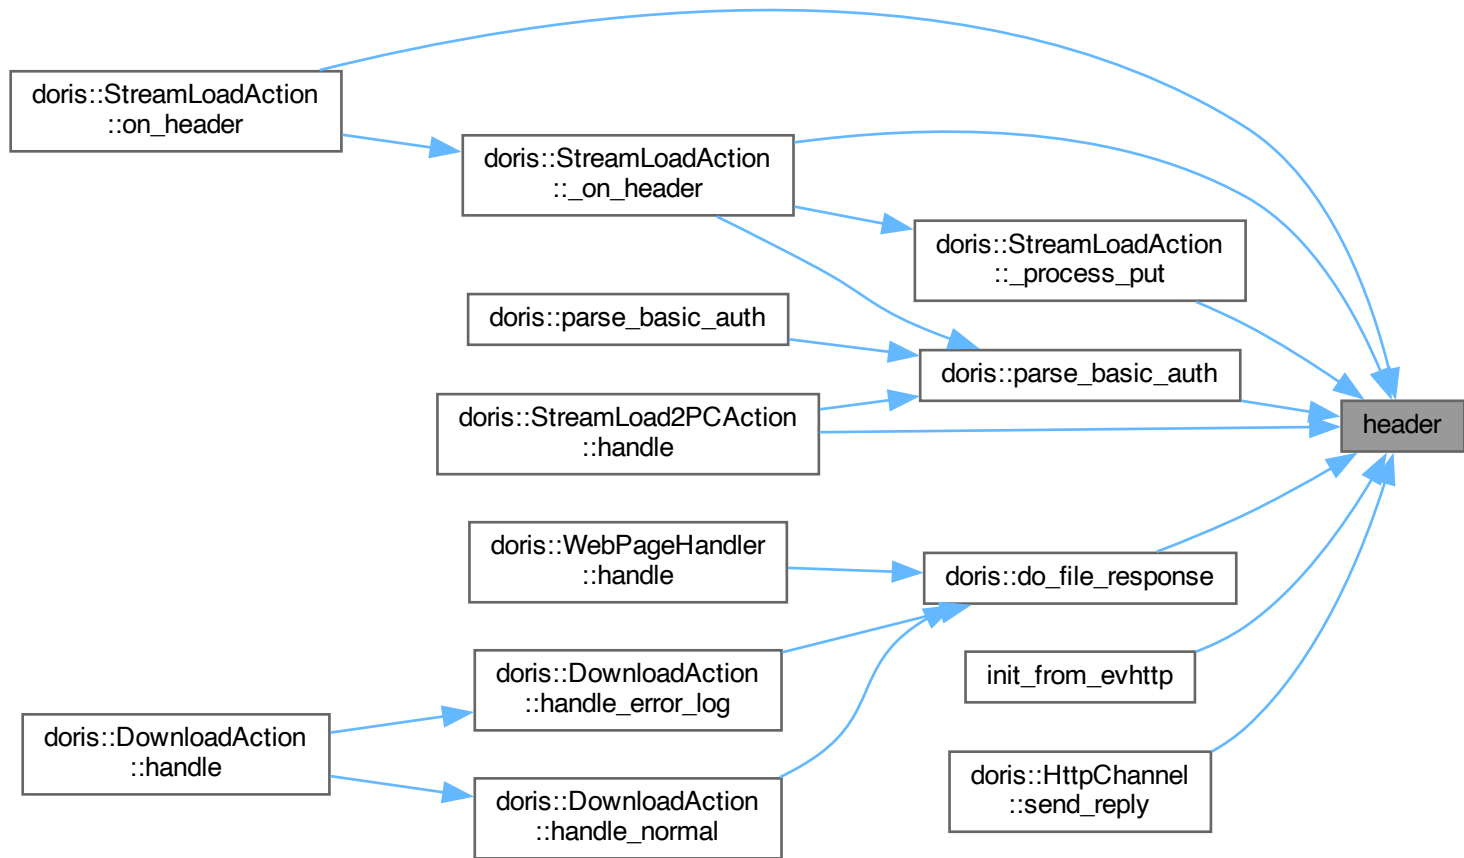 doris::StreamLoadAction
::on_header
doris::StreamLoadAction
::_on_header
doris::StreamLoadAction
::_process_put
doris::parse_basic_auth
doris::parse_basic_auth
doris::StreamLoad2PCAction
::handle
header
doris::WebPageHandler
::handle
doris::do_file_response
doris::DownloadAction
::handle_error_log
init_from_evhttp
doris::DownloadAction
::handle
doris::HttpChannel
::send_reply
doris::DownloadAction
::handle_normal